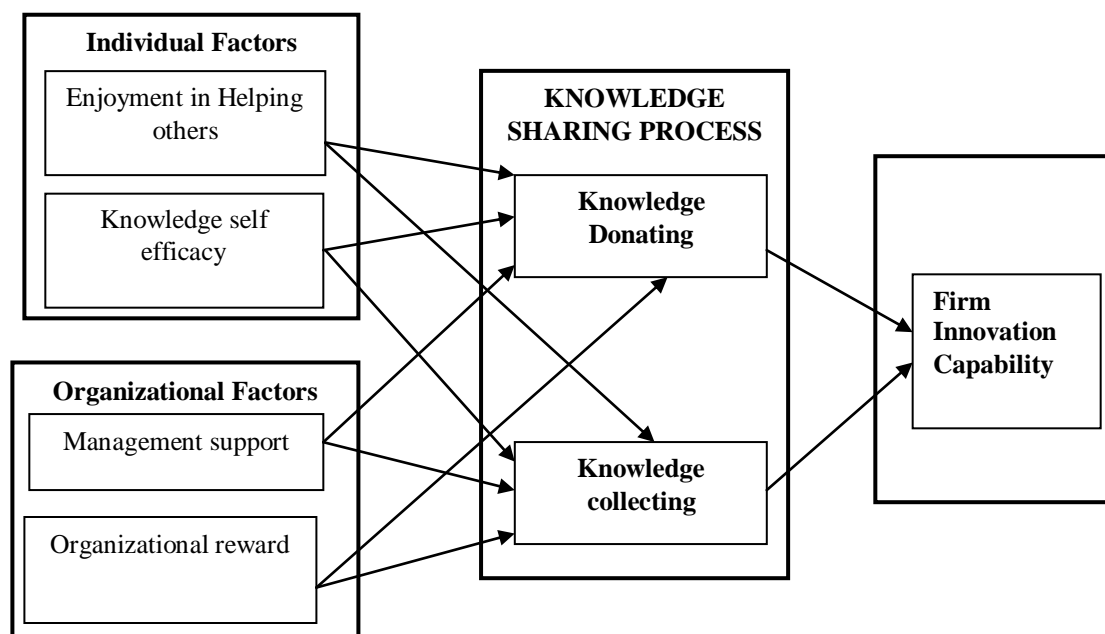 Individual Factors
Enjoyment in Helping
others
Knowledge self
efficacy
Organizational Factors
Management support
Organizational reward
KNOWLEDGE
SHARING PROCESS
Knowledge
Donating
Knowledge
collecting
Firm
Innovation
Capability